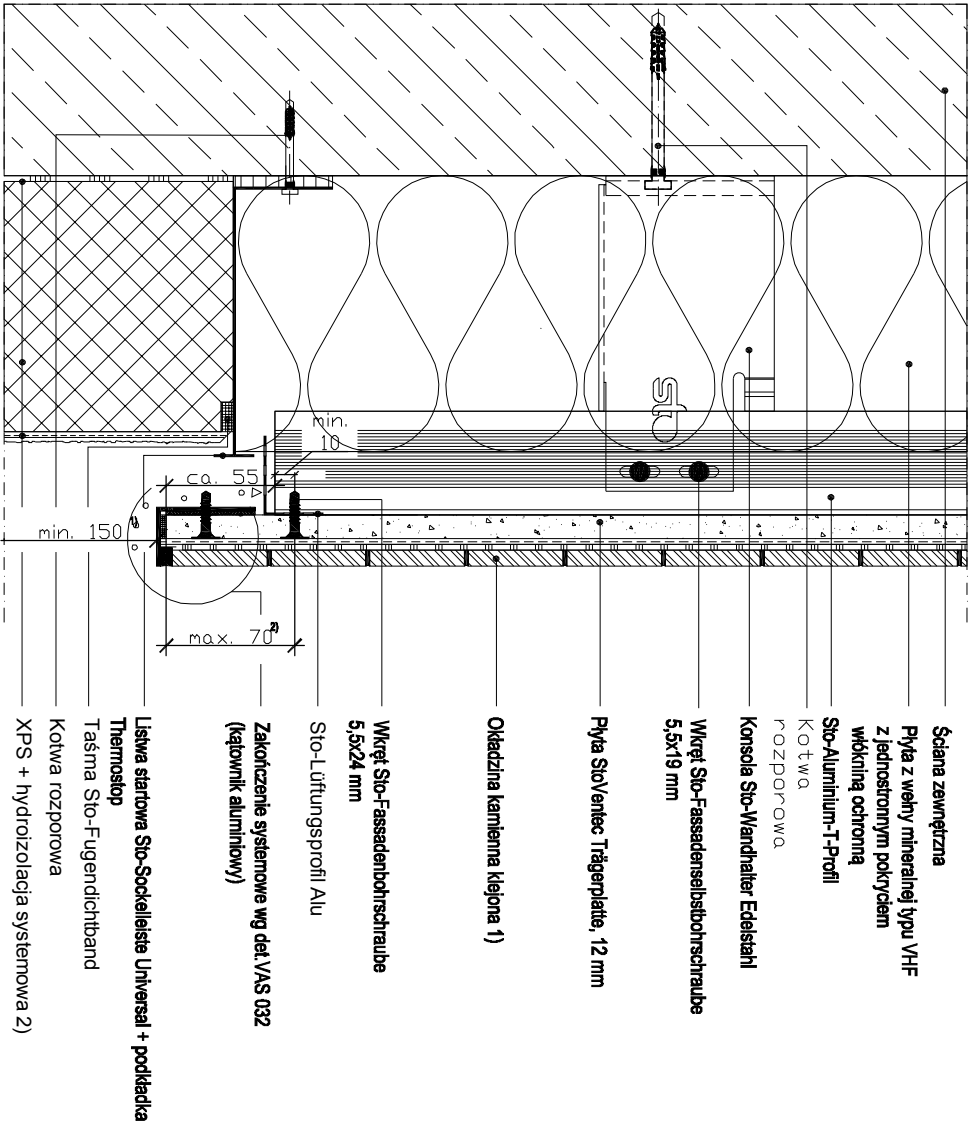 Ściana zewnętrzna
Płyta z wełny mineralnej typu VHF
z jednostronnym pokryciem
włókniną ochronną
Sto-Aluminium-T-Profil
Kotwa
rozporowa
Konsola Sto-Wandhalter Edelstahl
Wkręt Sto-Fassadenselbstbohrschraube
5,5x19 mm
Płyta StoVentec Trägerplatte, 12 mm
Okładzina kamienna klejona 1)
Wkręt Sto-Fassadenbohrschraube
5,5x24 mm
Sto-Lüftungsprofil Alu
Zakończenie systemowe wg det.VAS 032
(kątownik aluminiowy)
Listwa startowa Sto-Sockelleiste Universal + podkładka
Thermostop
Taśma Sto-Fugendichtband
Kotwa rozporowa
XPS + hydroizolacja systemowa 2)
sto
min.
10
ca. 55
min. 150
max. 70 2)